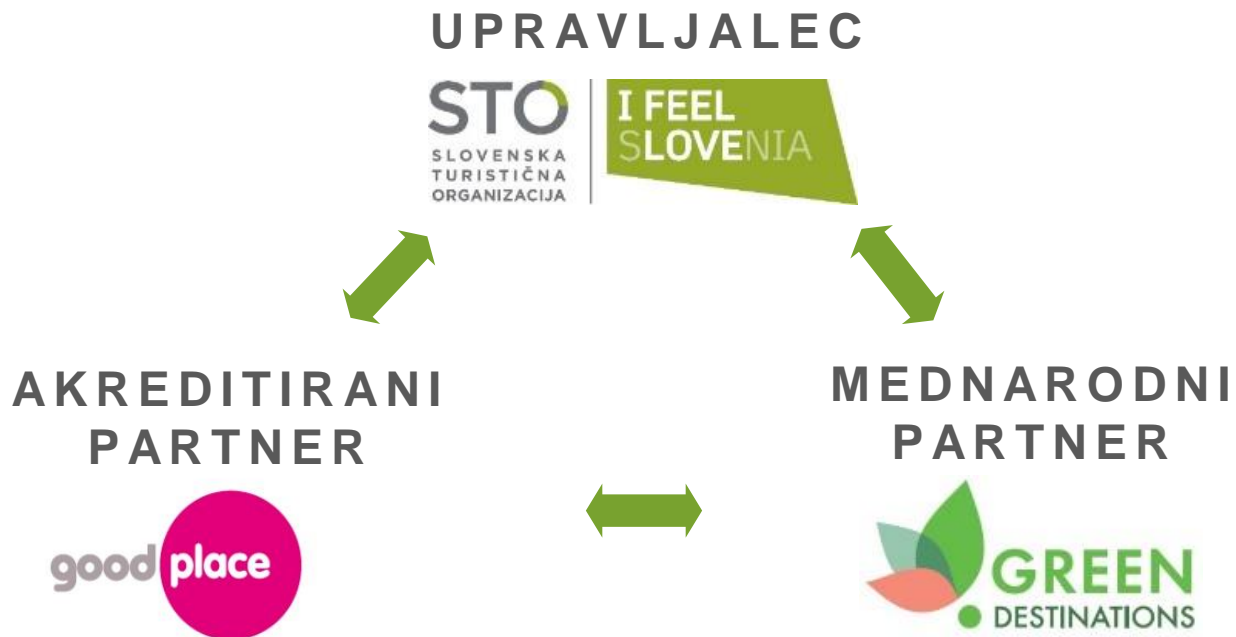 UPRAVLJALEC
STO
SLOVENSKA
TURISTIČNA
ORGANIZACIJA
I FEEL
SLOVENIA
AKREDITIRANI
PARTNER
good place
MEDNARODNI
PARTNER
GREEN
DESTINATIONS